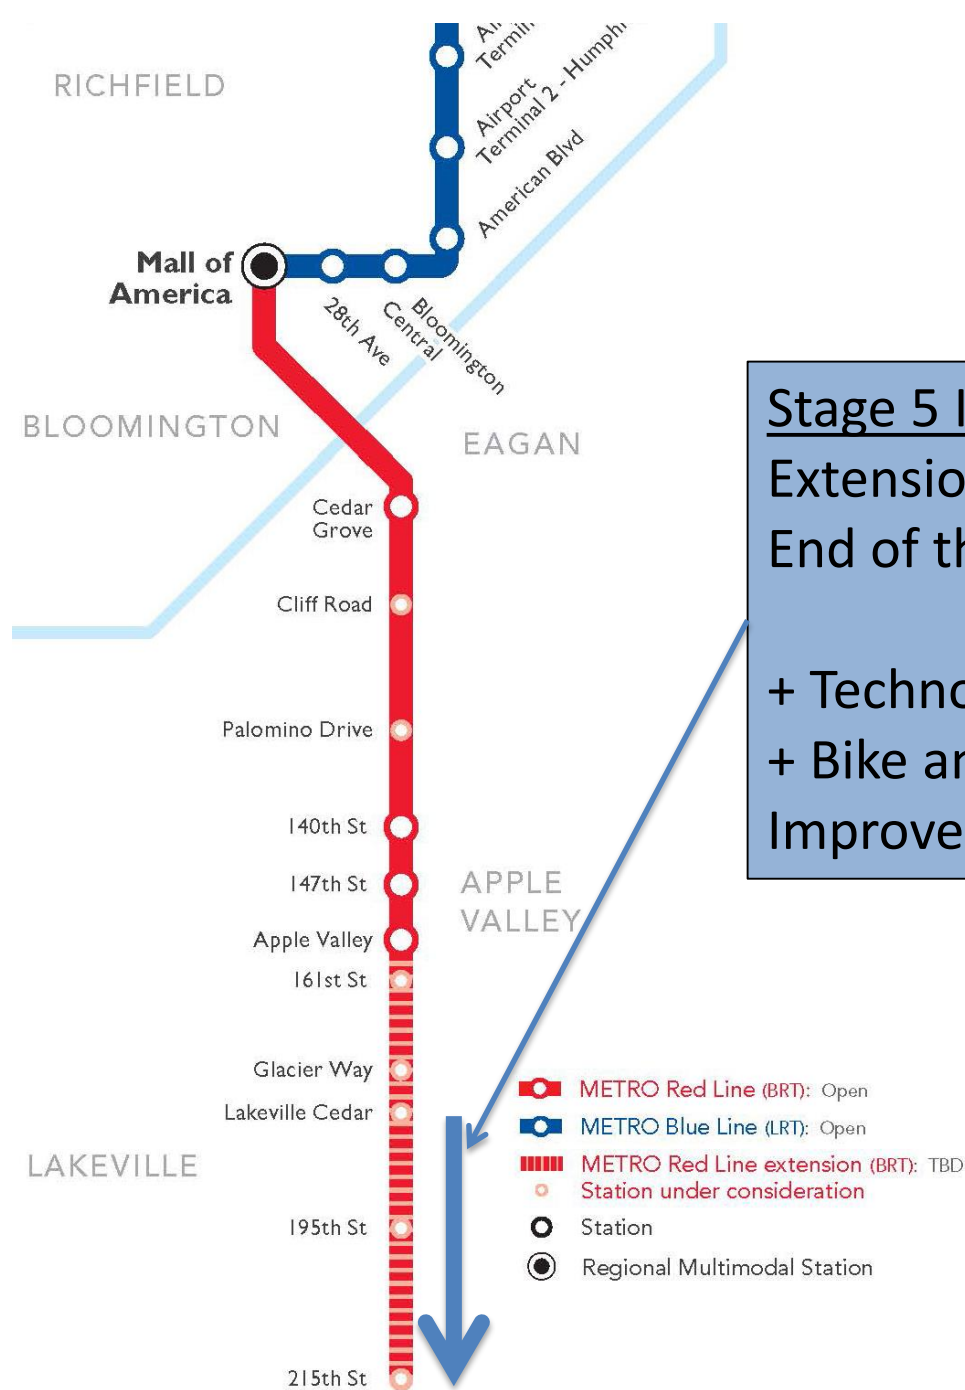 RICHFIELD
Airport
Terminal 2 - Humph
American Blvd
Mall of
America
28th Ave
Bloomington
Central
BLOOMINGTON
EAGAN
Cedar
Grove
Cliff Road
Palomino Drive
140th St
147th St
Apple Valley
APPLE
VALLEY
161st St
Glacier Way
Lakeville Cedar
LAKEVILLE
195th St
215th St
Stage 5
Extensio
End of th
+ Techno
+ Bike an
Improve
METRO Red Line (BRT): Open
METRO Blue Line (LRT): Open
METRO Red Line extension (BRT): TBD
Station under consideration
Station
Regional Multimodal Station